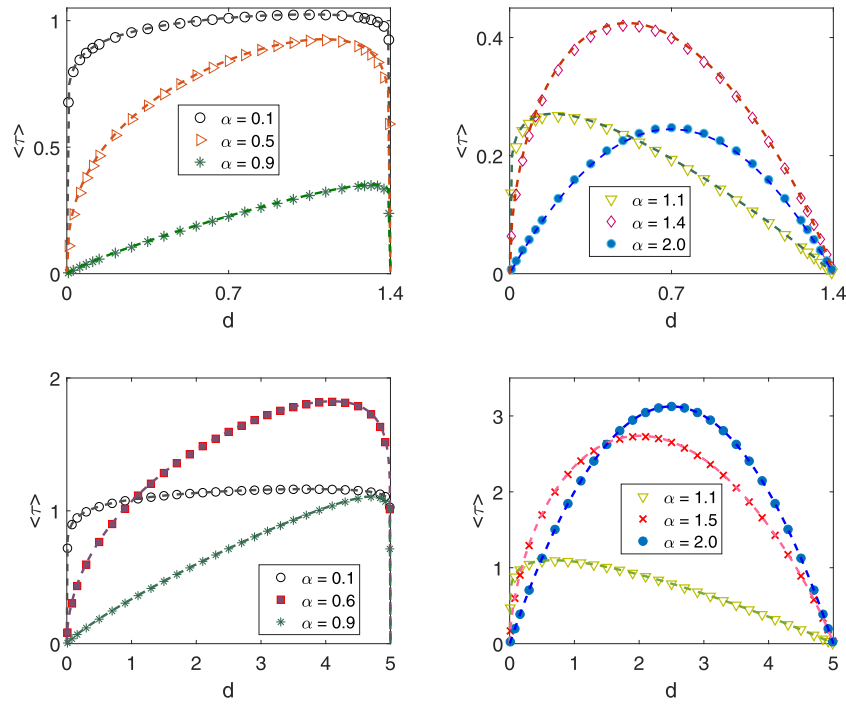 1
0.5
0
<τ>
α = 0.1
α = 0.5
α = 0.9
0 0.7 1.4
d
0.4
0.2
0
<τ>
α = 1.1
α = 1.4
α = 2.0
0 0.7 1.4
d
2
1
0
<τ>
α = 0.1
α = 0.6
α = 0.9
0 1 2 3 4 5
d
3
2
1
0
<τ>
α = 1.1
α = 1.5
α = 2.0
0 1 2 3 4 5
d